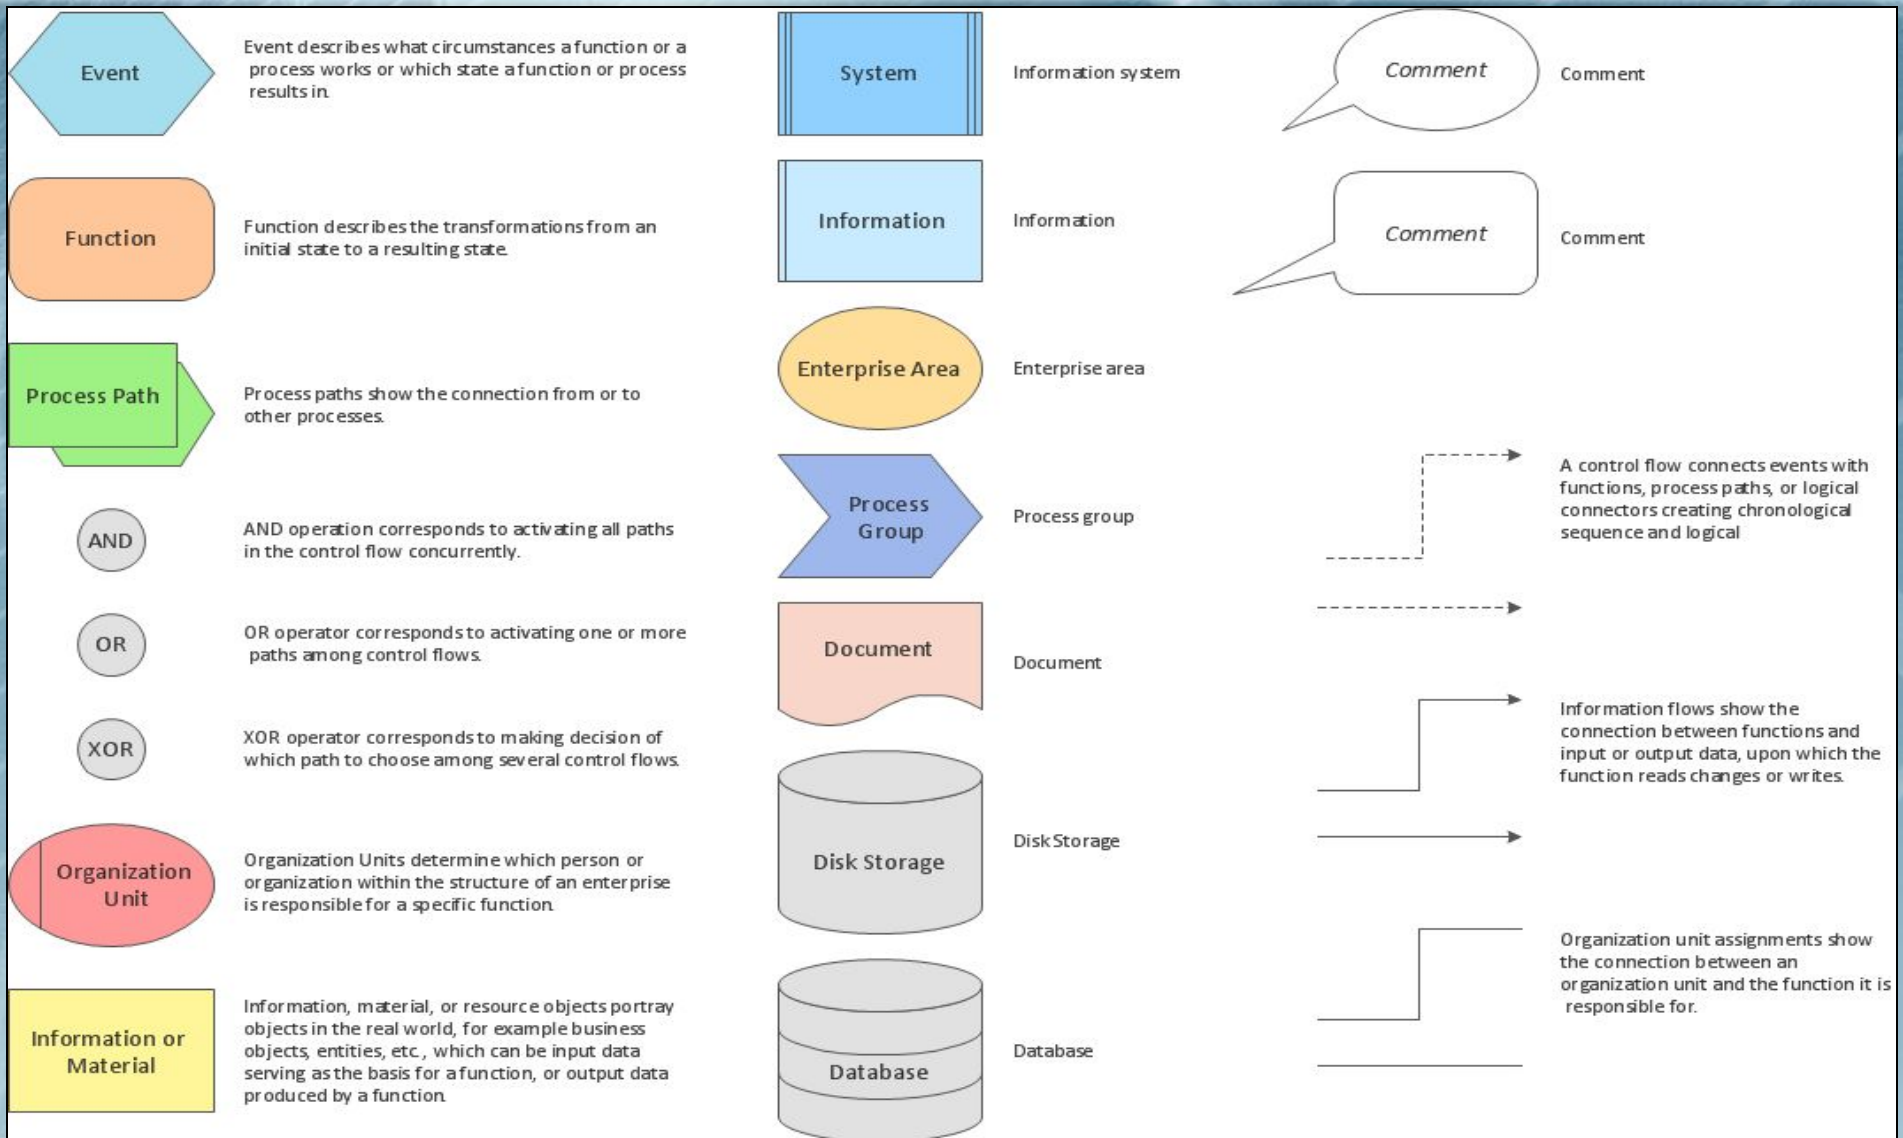 Event
Event describes what circumstances a function or a
process works or which state a function or process
results in.
Function
Function describes the transformations from an
initial state to a resulting state.
Process Path
Process paths show the connection from or to
other processes.
AND
AND operation corresponds to activating all paths
in the control flow concurrently.
OR
OR operator corresponds to activating one or more
paths among control flows.
XOR
XOR operator corresponds to making decision of
which path to choose among several control flows.
Organization
Unit
Organization Units determine which person or
organization within the structure of an enterprise
is responsible for a specific function.
Information or
Material
Information, material, or resource objects portray
objects in the real world, for example business
objects, entities, etc., which can be input data
serving as the basis for a function, or output data
produced by a function.
System
Information system
Information
Information
Enterprise Area
Enterprise area
Process
Group
Process group
Document
Document
Disk Storage
Disk Storage
Database
Database
Comment
Comment
Comment
Comment
A control flow connects events with
functions, process paths, or logical
connectors creating chronological
sequence and logical
Information flows show the
connection between functions and
input or output data, upon which the
function reads changes or writes.
Organization unit assignments show
the connection between an
organization unit and the function it is
responsible for.